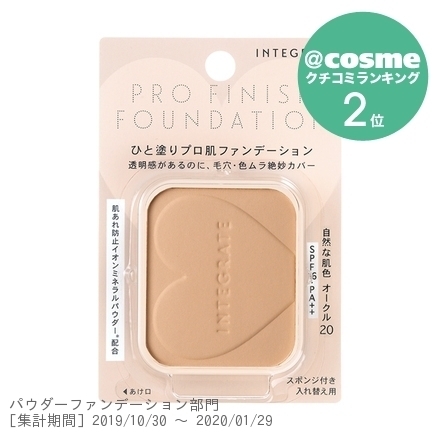 INTEGRATE
@cosme
クチコミランキング
2位
PRO FINISH
FOUNDATION
ひと塗りプロ肌ファンデーション
透明感があるのに、毛穴・色ムラ絶妙カバー
肌あれ防止イオンミネラルパウダー®配合
INTEGRATE
自然な肌色 オークル20
SPF16・PA++
◀あけ口
スポンジ付き
入れ替え用
パウダーファンデーション部門
[集計期間] 2019/10/30 ～ 2020/01/29